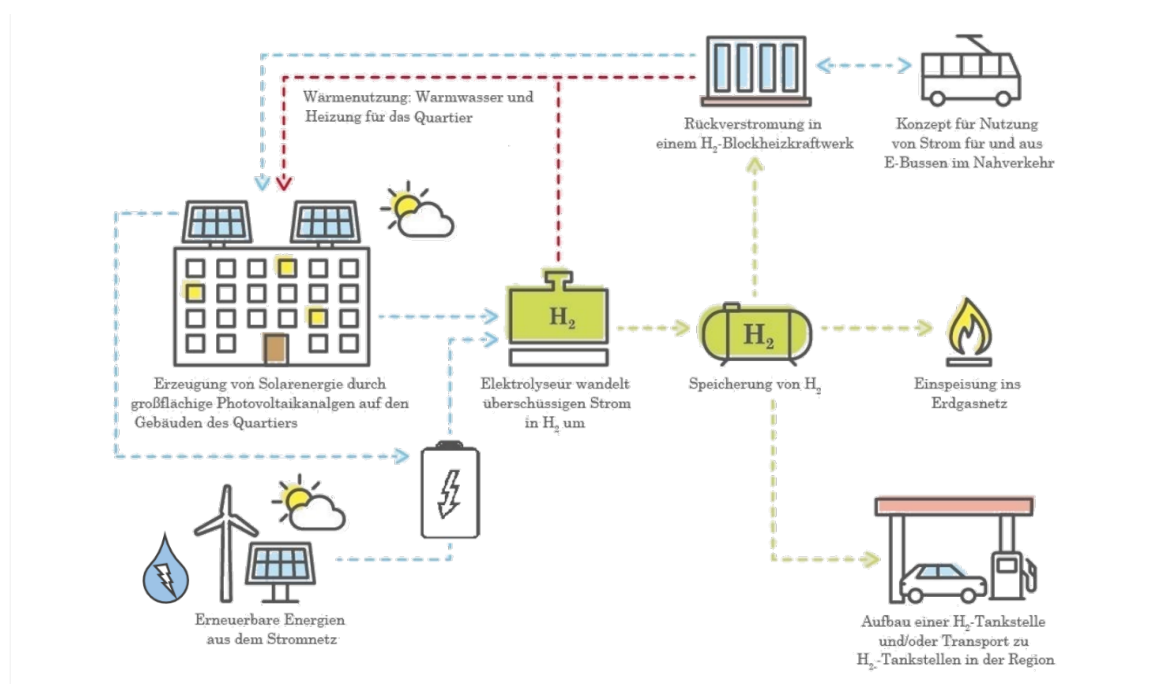 Wärmenutzung: Warmwasser und
Heizung für das Quartier
Rückverstromung in
einem H₂-Blockheizkraftwerk
Konzept für Nutzung
von Strom für und aus
E-Bussen im Nahverkehr
H₂
H₂
Erzeugung von Solarenergie durch
großflächige Photovoltaikanalgen auf den
Gebäuden des Quartiers
Elektrolyseur wandelt
überschüssigen Strom
in H₂ um
Speicherung von H₂
Einspeisung ins
Erdgasnetz
Erneuerbare Energien
aus dem Stromnetz
Aufbau einer H₂-Tankstelle
und/oder Transport zu
H₂-Tankstellen in der Region